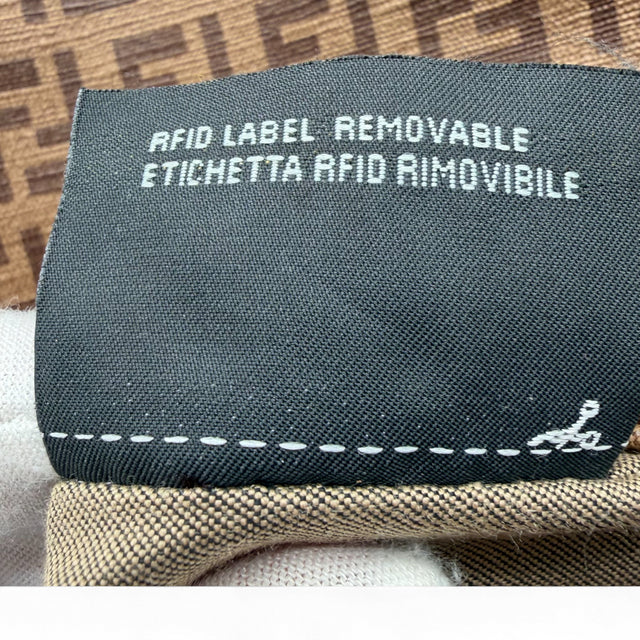 RFID LABEL REMOVABLE
ETICHETTA RFID RIMOVIBILE